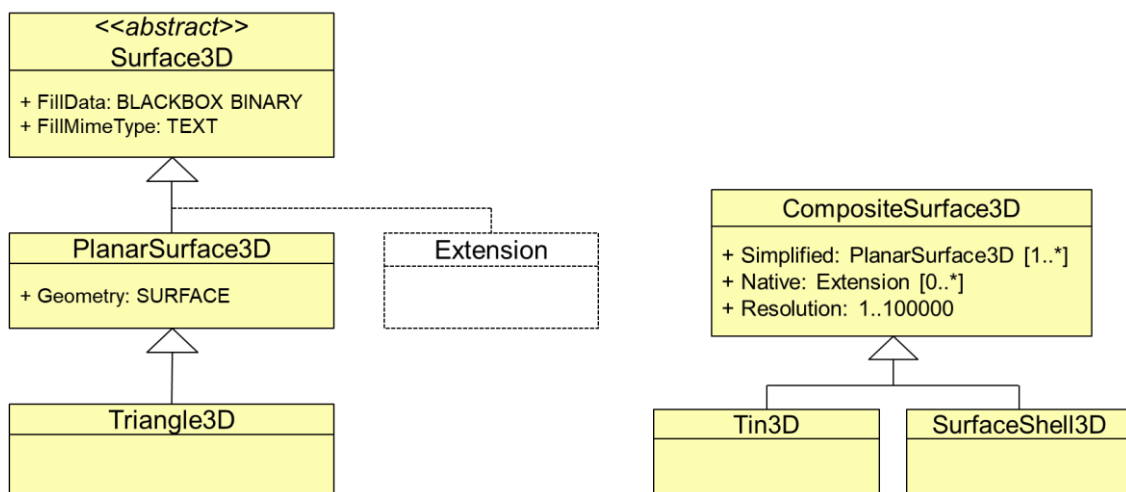 <<abstract>>
Surface3D
+ FillData: BLACKBOX BINARY
+ FillMimeType: TEXT
PlanarSurface3D
+ Geometry: SURFACE
Extension
Triangle3D
CompositeSurface3D
+ Simplified: PlanarSurface3D [1..*]
+ Native: Extension [0..*]
+ Resolution: 1..100000
Tin3D
SurfaceShell3D